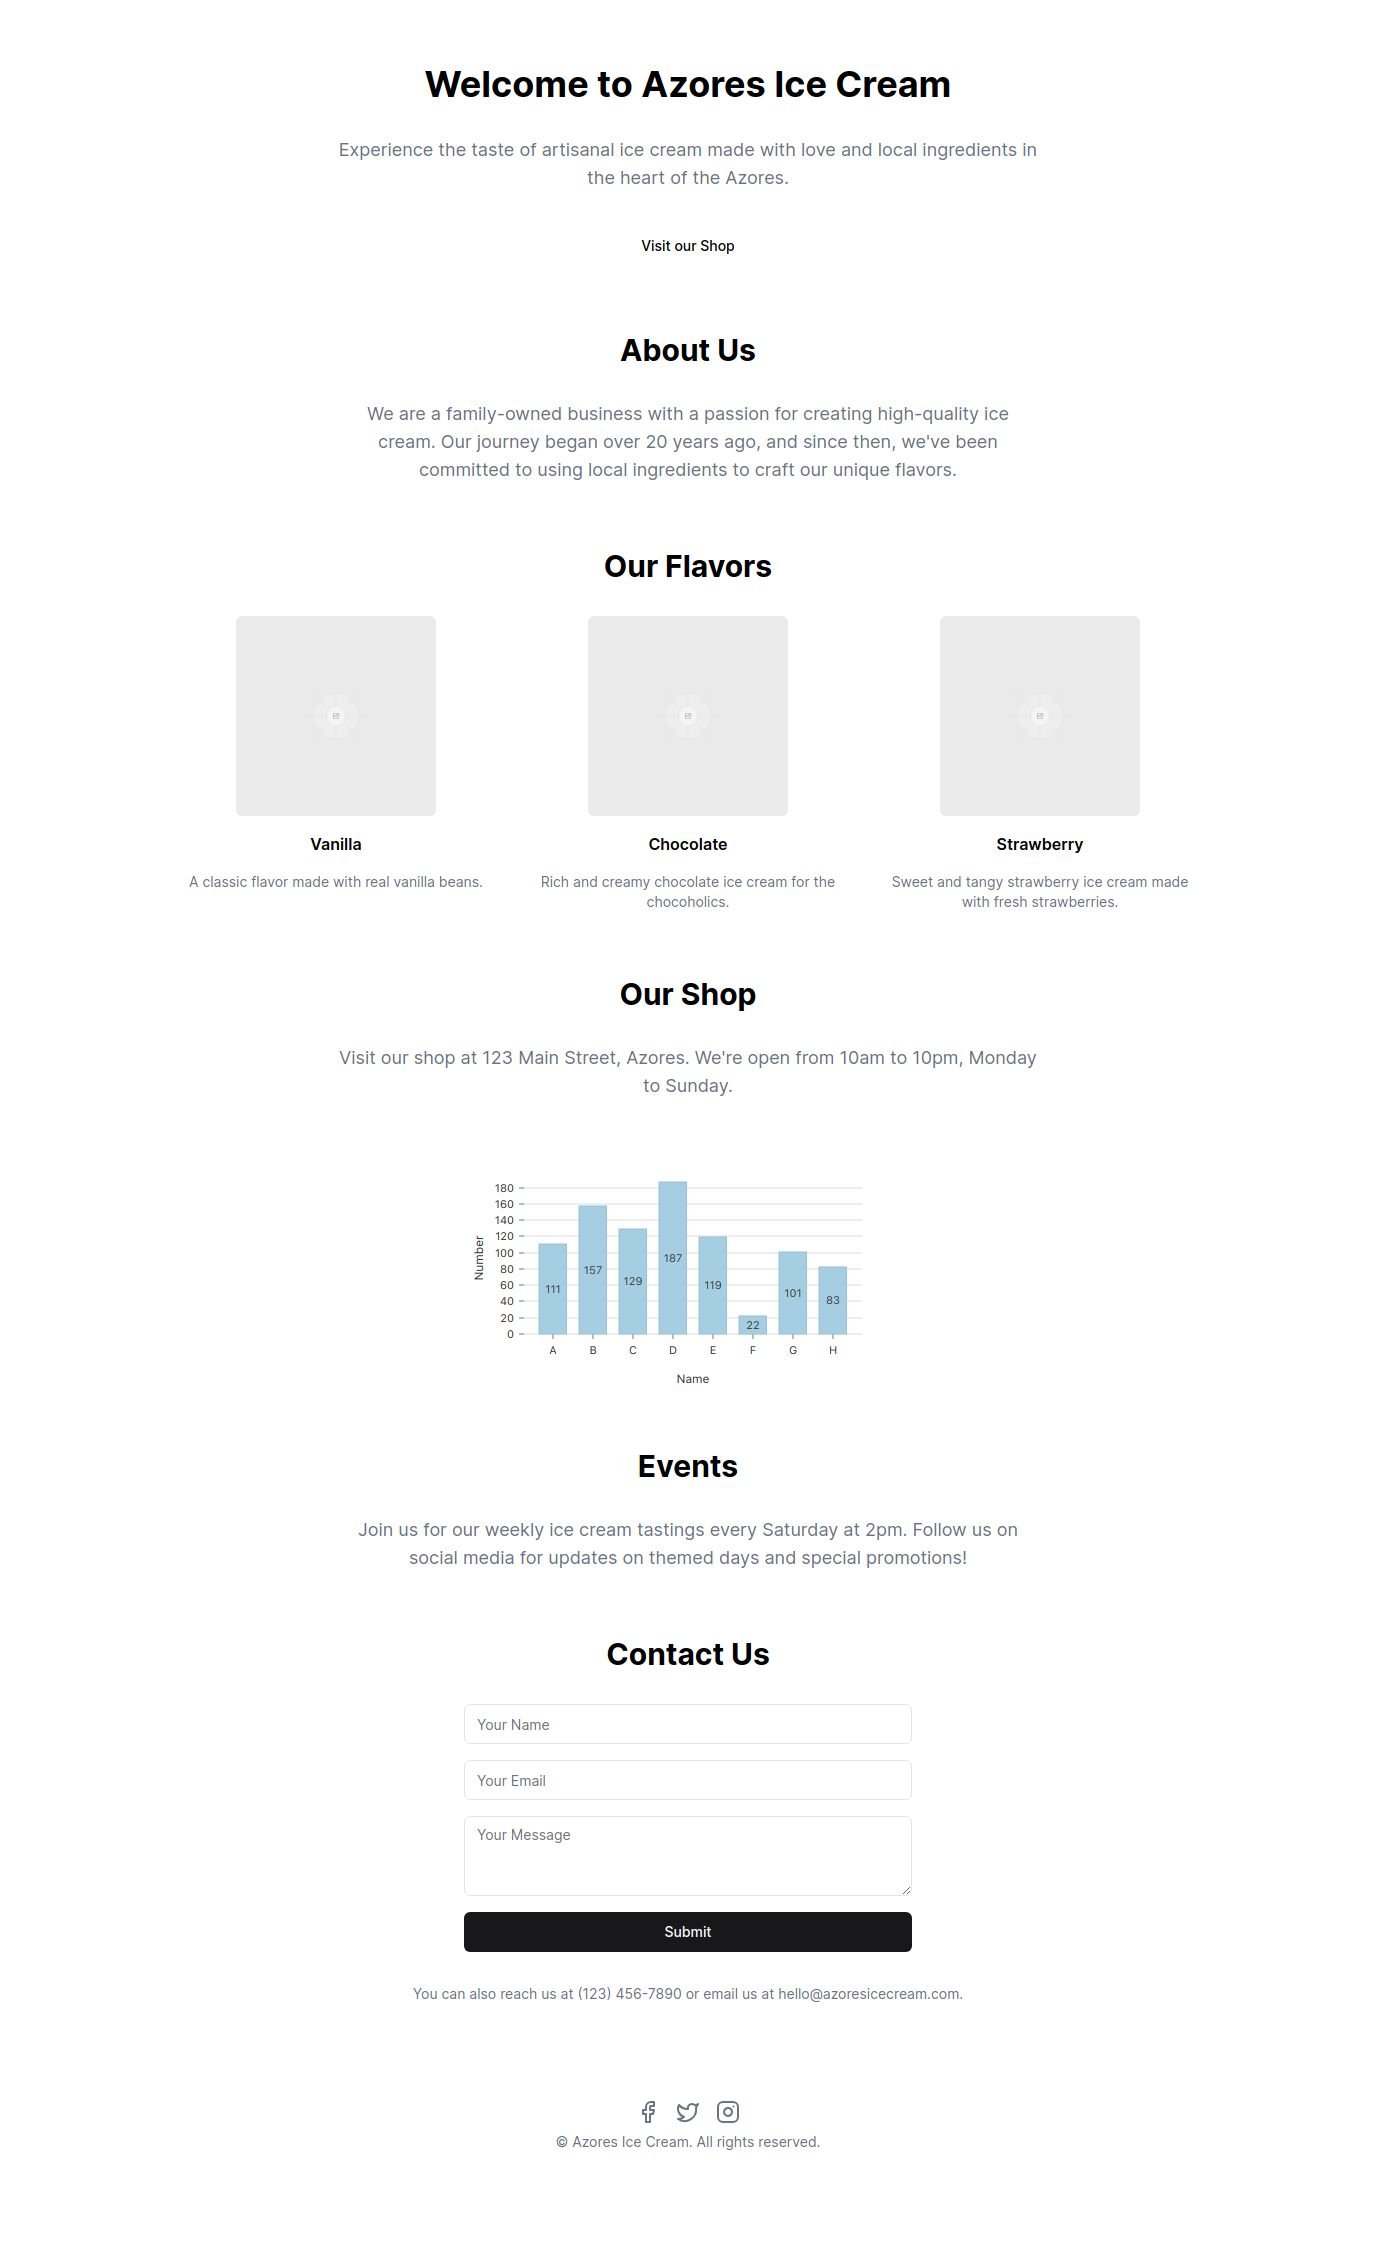 Welcome to Azores Ice Cream
Experience the taste of artisanal ice cream made with love and local ingredients in
the heart of the Azores.
Visit our Shop
About Us
We are a family-owned business with a passion for creating high-quality ice
cream. Our journey began over 20 years ago, and since then, we've been
committed to using local ingredients to craft our unique flavors.
Our Flavors
Vanilla
A classic flavor made with real vanilla beans.
Chocolate
Rich and creamy chocolate ice cream for the
chocoholics.
Strawberry
Sweet and tangy strawberry ice cream made
with fresh strawberries.
Our Shop
Visit our shop at 123 Main Street, Azores. We're open from 10am to 10pm, Monday
to Sunday.
Number
180
160
140
120
100
80
60
40
20
0
111
157
129
187
119
22
101
83
A B C D E F G H
Name
Events
Join us for our weekly ice cream tastings every Saturday at 2pm. Follow us on
social media for updates on themed days and special promotions!
Contact Us
Your Name
Your Email
Your Message
Submit
You can also reach us at (123) 456-7890 or email us at hello@azoresicecream.com.
© Azores Ice Cream. All rights reserved.